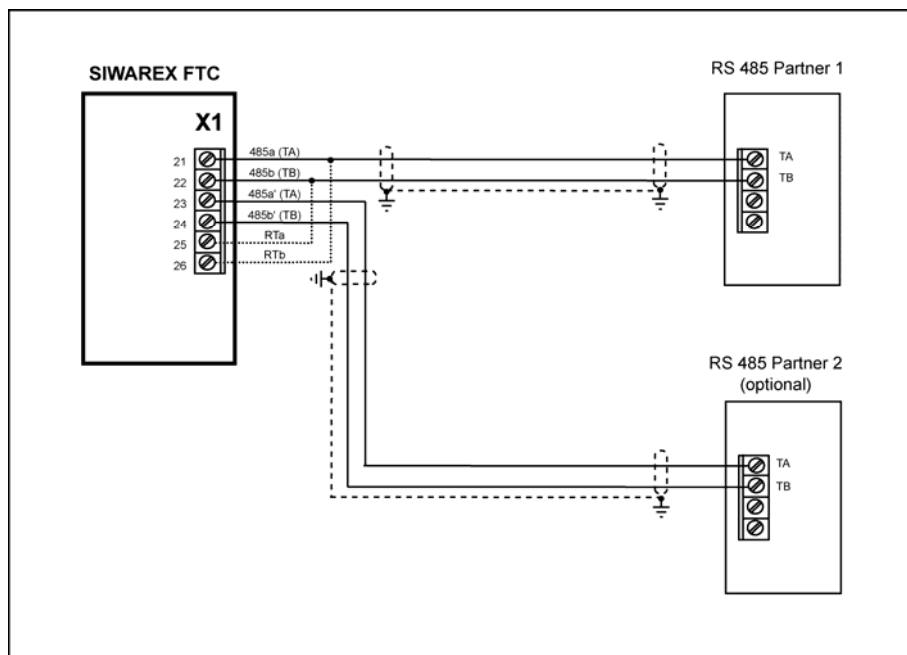 SIWAREX FTC
X1
21
485a (TA)
22
485b (TB)
23
485a' (TA)
24
485b' (TB)
25
RTa
26
RTb
RS 485 Partner 1
TA
TB
RS 485 Partner 2
(optional)
TA
TB